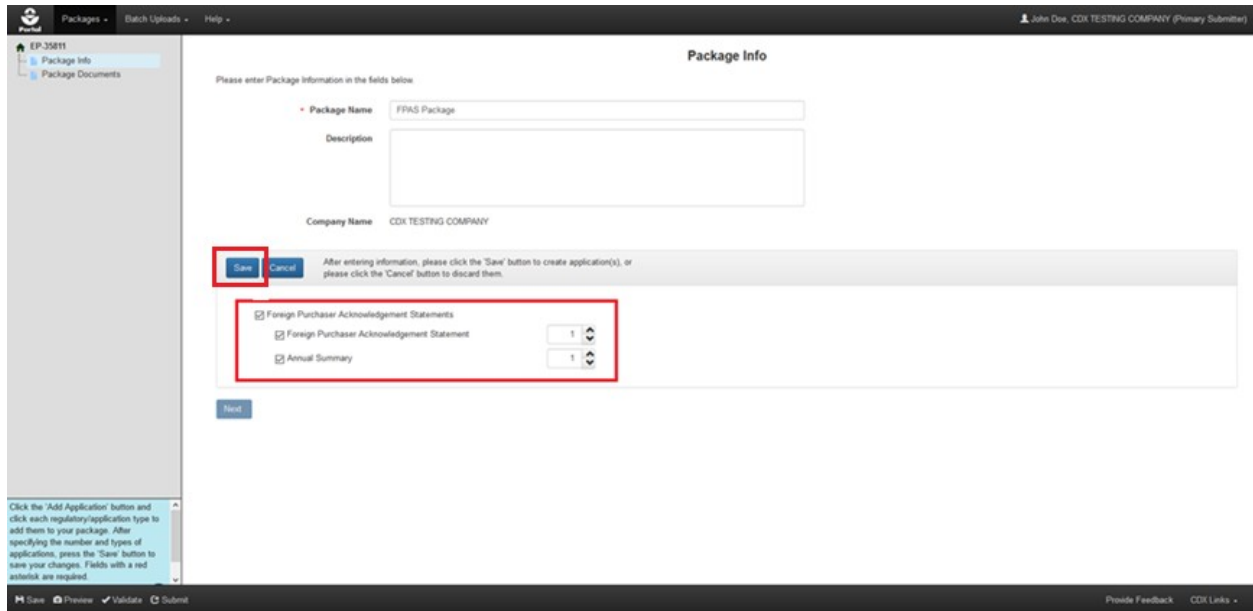 Portal
Packages
Batch Uploads
Help
John Doe, CDX TESTING COMPANY (Primary Submitter)
EP-35811
Package Info
Package Documents
Package Info
Please enter Package Information in the fields below.
* Package Name
FPAS Package
Description
Company Name
CDX TESTING COMPANY
Save
Cancel
After entering information, please click the 'Save' button to create application(s), or
please click the 'Cancel' button to discard them.
Foreign Purchaser Acknowledgement Statements
Foreign Purchaser Acknowledgement Statement
1
Annual Summary
1
Next
Click the 'Add Application' button and
click each regulatory/application type to
add them to your package. After
specifying the number and types of
applications, press the 'Save' button to
save your changes. Fields with a red
asterisk are required.
Save
Preview
Validate
Submit
Provide Feedback
CDX Links